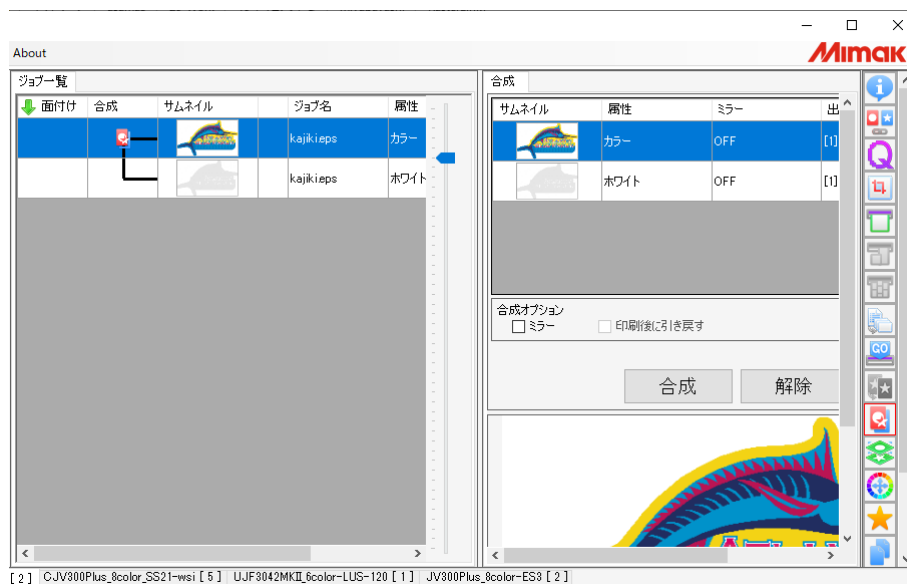 About
Mimak
ジョブ一覧
面付け 合成 サムネイル ジョブ名 属性
kajiki.eps カラー
kajiki.eps ホワイト
合成
サムネイル 属性 ミラー 出
カラー OFF [1]
ホワイト OFF [1]
合成オプション
ミラー 印刷後に引き戻す
合成 解除
GO
[ 2 ] CJV300Plus_8color_SS21-wsi [ 5 ] UJF3042MKII_6color-LUS-120 [ 1 ] JV300Plus_8color-ES3 [ 2 ]